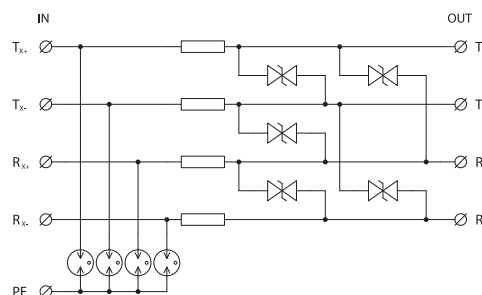 IN OUT
Tx+ T
Tx- T
Rx+ R
Rx- R
PE